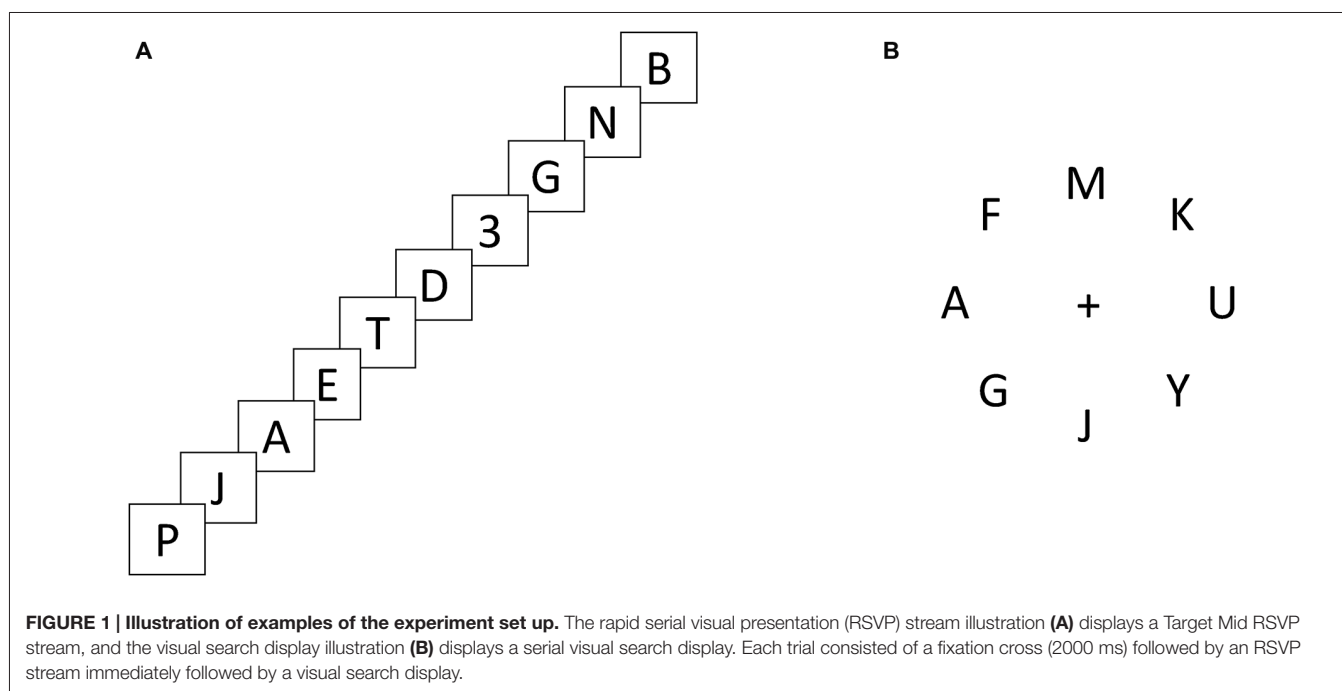 A
B
N
G
3
D
T
E
A
J
P
B
M
F K
A + U
G Y
J
FIGURE 1 | Illustration of examples of the experiment set up. The rapid serial visual presentation (RSVP) stream illustration (A) displays a Target Mid RSVP
stream, and the visual search display illustration (B) displays a serial visual search display. Each trial consisted of a fixation cross (2000 ms) followed by an RSVP
stream immediately followed by a visual search display.